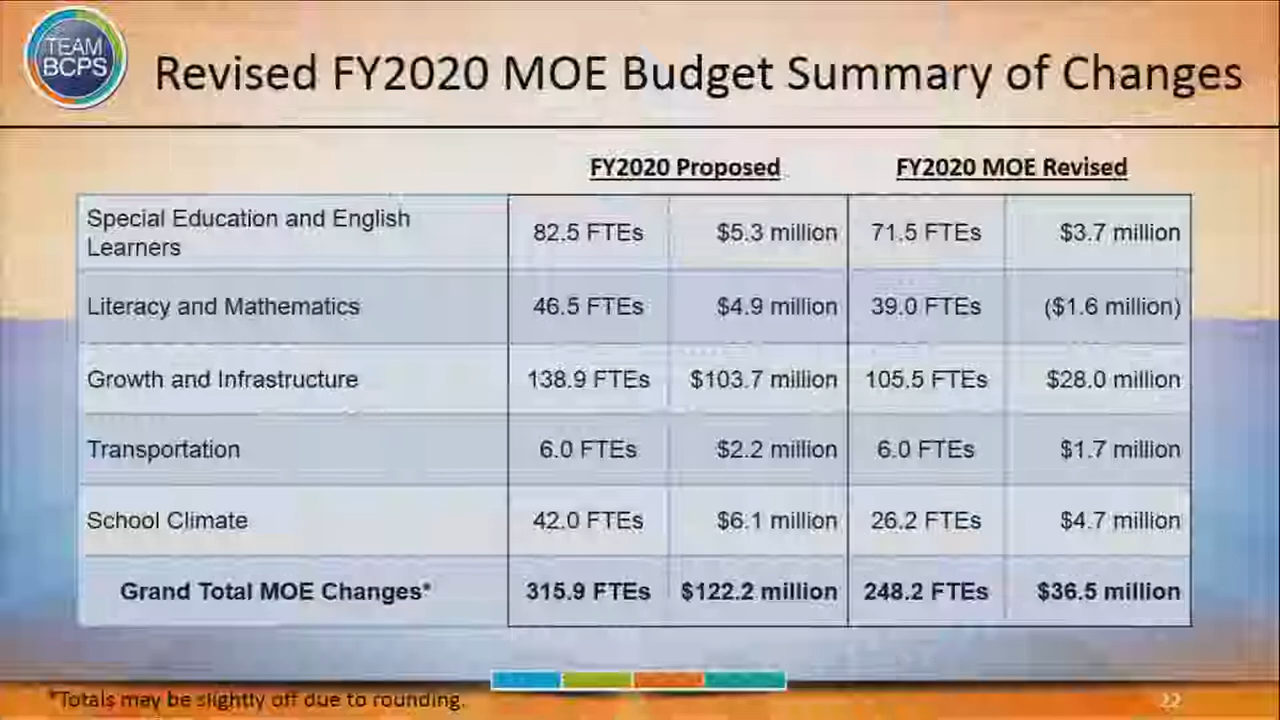 TEAM
BCPS
Revised FY2020 MOE Budget Summary of Changes
FY2020 Proposed FY2020 MOE Revised
Special Education and English
Learners
82.5 FTEs $5.3 million 71.5 FTEs $3.7 million
Literacy and Mathematics 46.5 FTEs $4.9 million 39.0 FTEs ($1.6 million)
Growth and Infrastructure 138.9 FTEs $103.7 million 105.5 FTEs $28.0 million
Transportation 6.0 FTEs $2.2 million 6.0 FTEs $1.7 million
School Climate 42.0 FTEs $6.1 million 26.2 FTEs $4.7 million
Grand Total MOE Changes* 315.9 FTEs $122.2 million 248.2 FTEs $36.5 million
*Totals may be slightly off due to rounding.
22